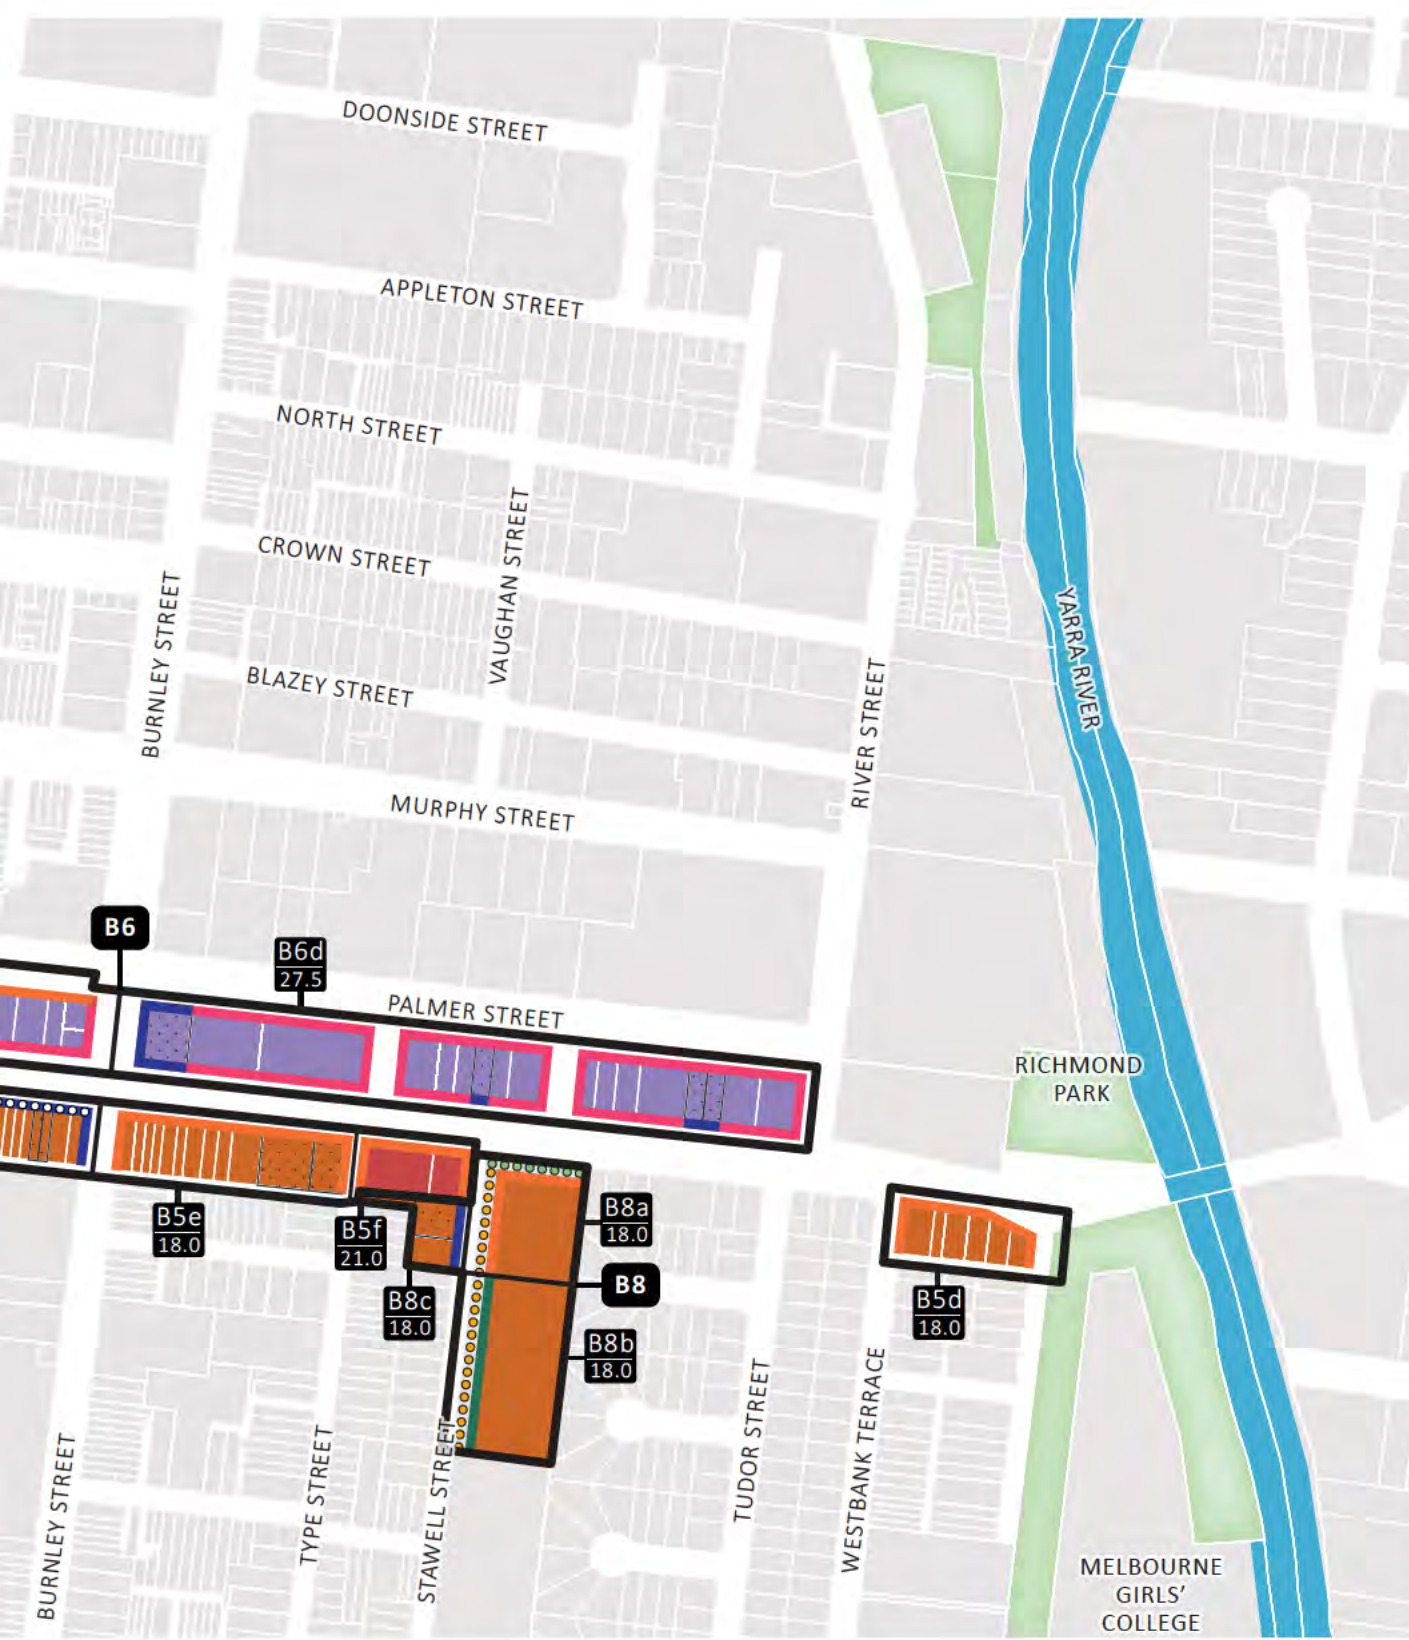 DOONSIDE STREET
APPLETON STREET
NORTH STREET
VAUGHAN STREET
CROWN STREET
BURNLEY STREET
YARRA RIVER
BLAZEY STREET
RIVER STREET
MURPHY STREET
B6
B6d
27.5
PALMER STREET
RICHMOND
PARK
B5e
18.0
B5f
21.0
B8a
18.0
B8
B8c
18.0
B5d
18.0
B8b
18.0
BURNLEY STREET
TYPE STREET
STAWELL STREET
TUDOR STREET
WESTBANK TERRACE
MELBOURNE
GIRLS'
COLLEGE